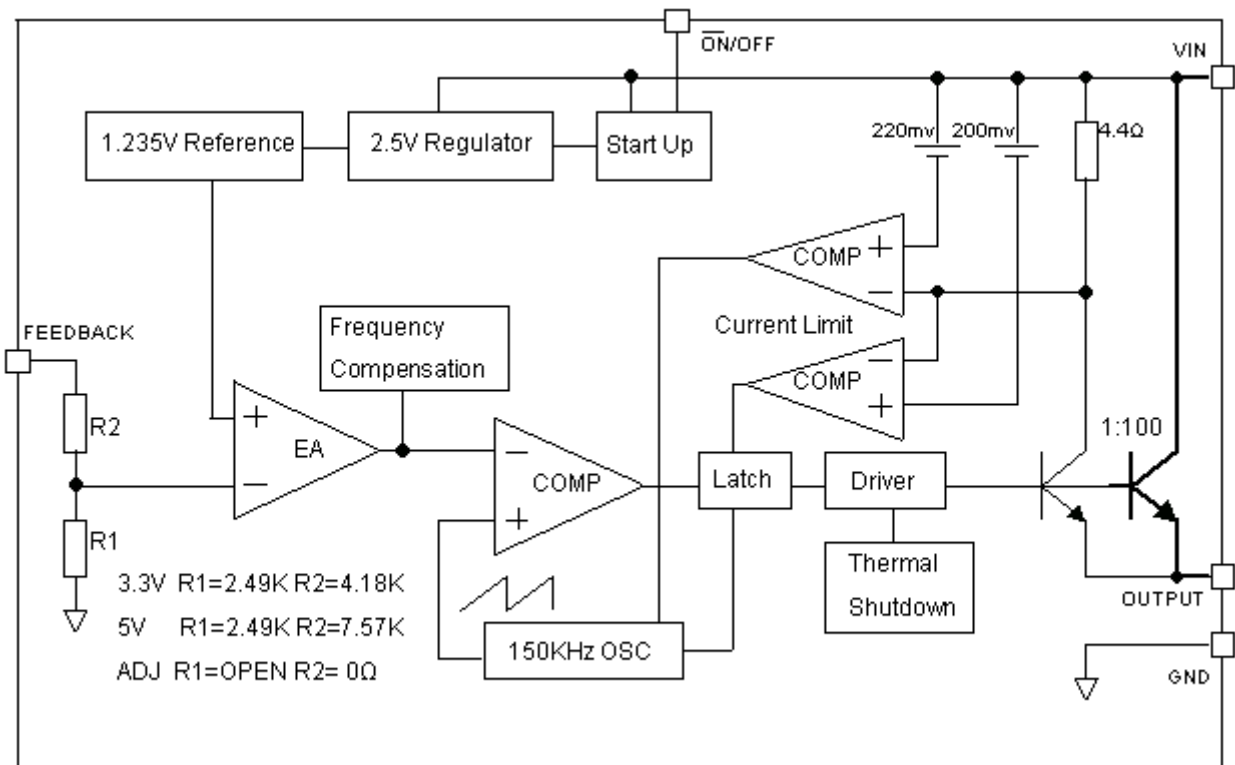 ON/OFF
VIN
1.235V Reference
2.5V Regulator
Start Up
220mv
200mv
4.4Ω
+
COMP
−
Current Limit
−
COMP
+
FEEDBACK
Frequency
Compensation
R2
+
EA
−
−
COMP
+
R1
Latch
Driver
1:100
Thermal
Shutdown
3.3V R1=2.49K R2=4.18K
5V R1=2.49K R2=7.57K
ADJ R1=OPEN R2= 0Ω
150KHz OSC
OUTPUT
GND